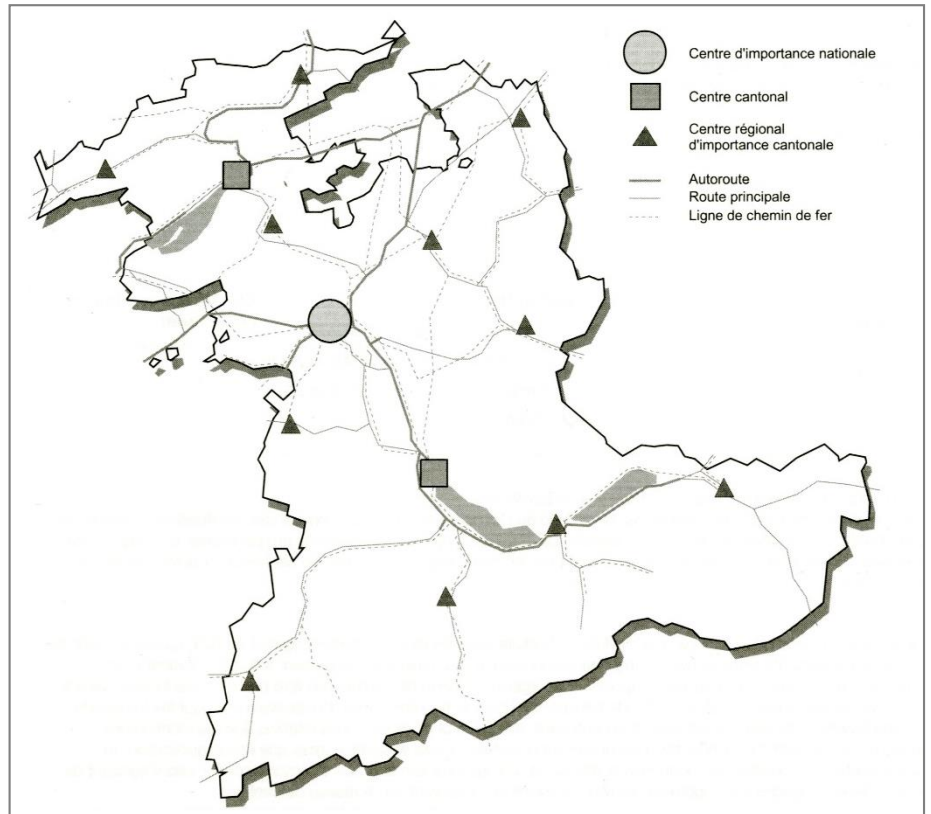 Centre d'importance nationale
Centre cantonal
Centre régional
d'importance cantonale
Autoroute
Route principale
Ligne de chemin de fer